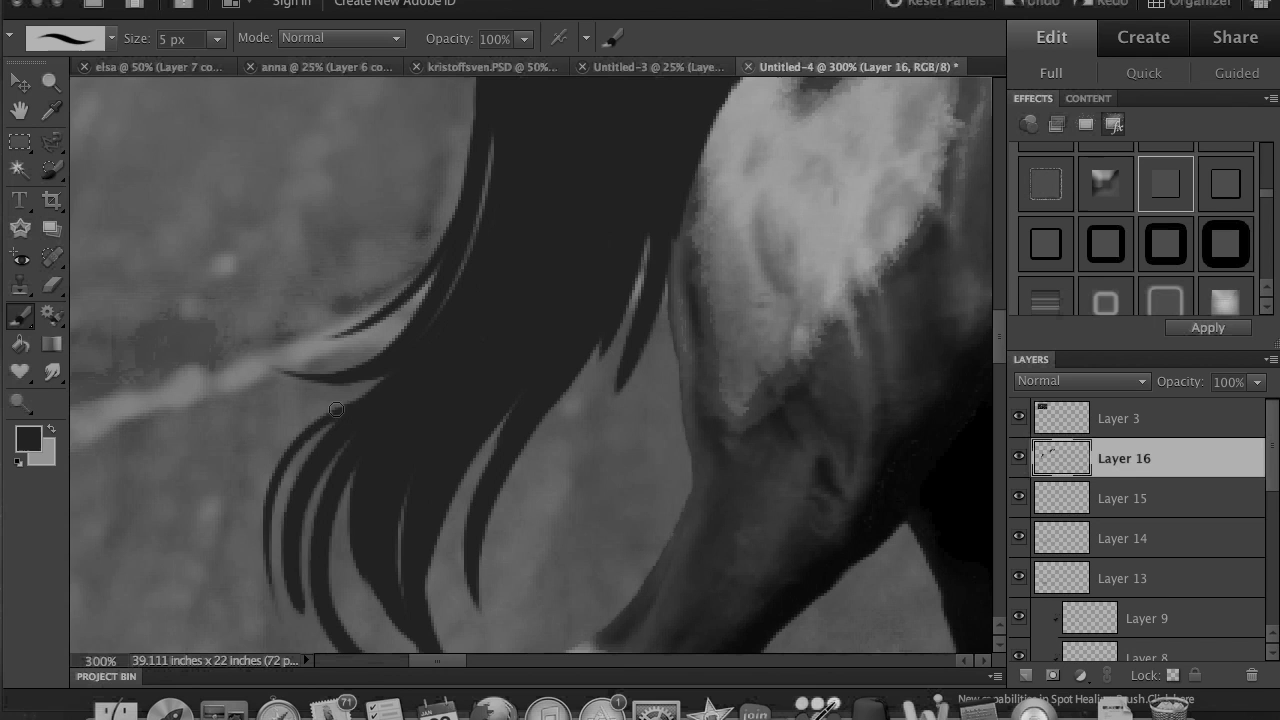 Sign In Create New Adobe ID Reset Panels Undo Redo Organizer
Size: 5 px Mode: Normal Opacity: 100%
Edit Create Share
elsa @ 50% (Layer 7 co... anna @ 25% (Layer 6 co... kristoffsven.PSD @ 50%... Untitled-3 @ 25% (Laye... Untitled-4 @ 300% (Layer 16, RGB/8) *
Full Quick Guided
EFFECTS CONTENT
Apply
LAYERS
Normal Opacity: 100%
Layer 3
Layer 16
Layer 15
Layer 14
Layer 13
Layer 9
Layer 8
300% 39.111 inches x 22 inches (72 p...
Lock:
PROJECT BIN
New capabilities in Spot Healing Brush. Click here
71
1
JAN
join